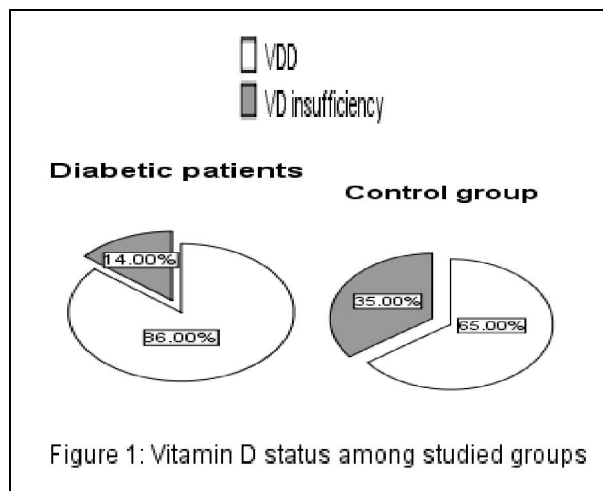 VDD
VD insufficiency
Diabetic patients
Control group
14.00%
86.00%
35.00%
65.00%
Figure 1: Vitamin D status among studied groups